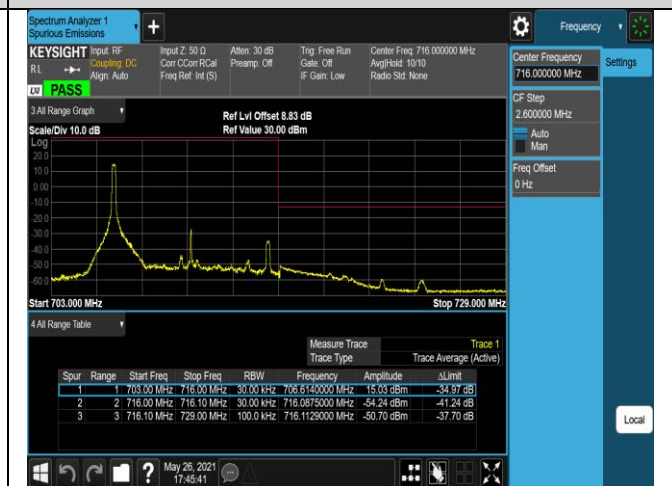 Spectrum Analyzer 1
Spurious Emissions
+
Frequency
KEYSIGHT
RL
PASS
Input: RF
Coupling: DC
Align: Auto
Input Z: 50 Ω
Corr CCorr RCal
Freq Ref: Int (S)
Atten: 30 dB
Preamp: Off
Trig: Free Run
Gate: Off
IF Gain: Low
Center Freq: 716.000000 MHz
Avg|Hold: 10/10
Radio Std: None
Center Frequency
716.000000 MHz
Settings
CF Step
2.600000 MHz
Auto
Man
Freq Offset
0 Hz
3 All Range Graph
Ref Lvl Offset 8.83 dB
Scale/Div 10.0 dB
Ref Value 30.00 dBm
Log
20.0
10.0
0.00
-10.0
-20.0
-30.0
-40.0
-50.0
-60.0
Start 703.000 MHz
Stop 729.000 MHz
4 All Range Table
Measure Trace Trace 1
Trace Type Trace Average (Active)
Spur Range Start Freq Stop Freq RBW Frequency Amplitude ΔLimit
1 1 703.00 MHz 716.00 MHz 30.00 kHz 706.6140000 MHz 15.03 dBm -34.97 dB
2 2 716.00 MHz 716.10 MHz 30.00 kHz 716.0875000 MHz -54.24 dBm -41.24 dB
3 3 716.10 MHz 729.00 MHz 100.0 kHz 716.1129000 MHz -50.70 dBm -37.70 dB
Local
?
May 26, 2021
17:45:41